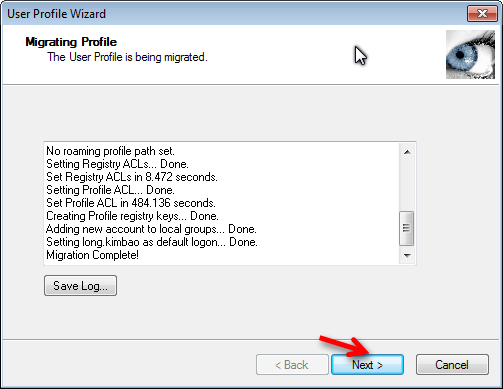 User Profile Wizard
Migrating Profile
The User Profile is being migrated.
No roaming profile path set.
Setting Registry ACLs... Done.
Set Registry ACLs in 8.472 seconds.
Setting Profile ACL... Done.
Set Profile ACL in 484.136 seconds.
Creating Profile registry keys... Done.
Adding new account to local groups... Done.
Setting long.kimbao as default logon... Done.
Migration Complete!
Save Log...
< Back
Next >
Cancel